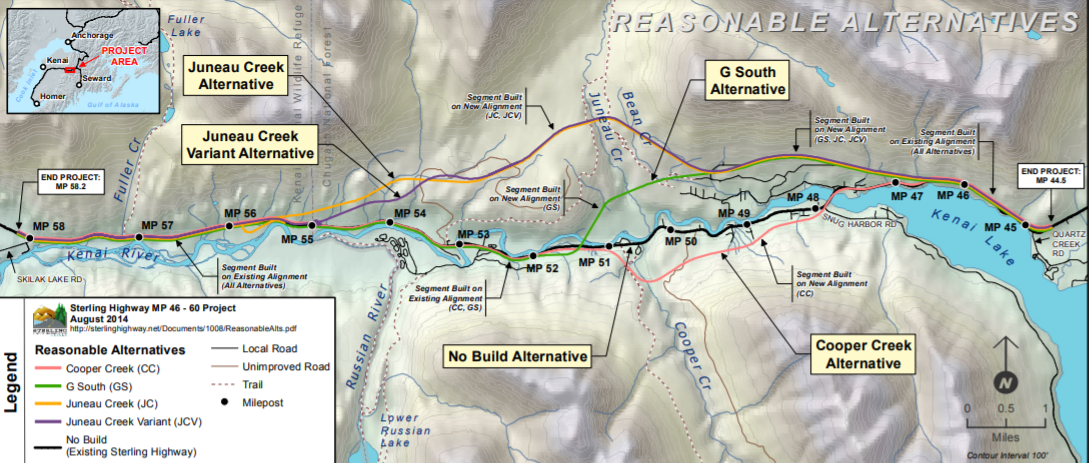 REASONABLE ALTERNATIVES
Anchorage
Kenai
PROJECT
AREA
Seward
Homer
Cook Inlet
Gulf of Alaska
Fuller
Lake
Kenai Wildlife Refuge
Chugach National Forest
Juneau Creek
Alternative
Juneau Creek
Variant Alternative
G South
Alternative
Segment Built
on New Alignment
(JC, JCV)
Juneau Cr
Bean Cr
Segment Built
on New Alignment
(GS, JC, JCV)
Segment Built
on Existing Alignment
(All Alternatives)
END PROJECT:
MP 58.2
END PROJECT:
MP 44.5
Fuller Cr
Segment Built
on New Alignment
(GS)
MP 58
MP 57
MP 56
MP 55
MP 54
MP 53
MP 52
MP 51
MP 50
MP 49
MP 48
MP 47
MP 46
MP 45
SNUG HARBOR RD
Kenai Lake
QUARTZ
CREEK
RD
Kenai River
SKILAK LAKE RD
Segment Built
on Existing Alignment
(All Alternatives)
Segment Built on
Existing Alignment
(CC, GS)
Segment Built
on New Alignment
(CC)
Russian River
Cooper Cr
No Build Alternative
Cooper Creek
Alternative
Lower
Russian
Lake
Legend
STERLING
Sterling Highway MP 46 - 60 Project
August 2014
http://sterlinghighway.net/Documents/1008/ReasonableAlts.pdf
Reasonable Alternatives
Cooper Creek (CC)
G South (GS)
Juneau Creek (JC)
Juneau Creek Variant (JCV)
No Build
(Existing Sterling Highway)
Local Road
Unimproved Road
Trail
Milepost
N
0 0.5 1
Miles
Contour Interval 100'